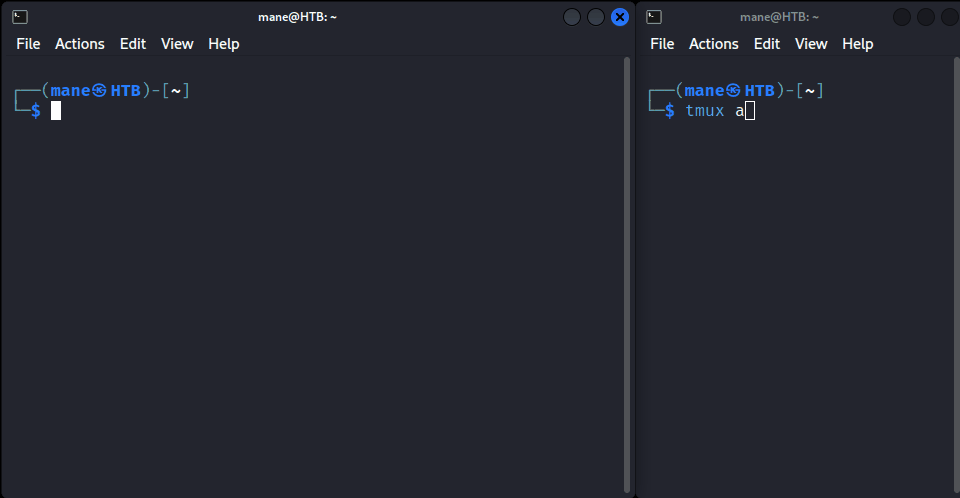 mane@HTB: ~
File Actions Edit View Help
┌──(mane㉿HTB)-[~]
└─$
mane@HTB: ~
File Actions Edit View Help
┌──(mane㉿HTB)-[~]
└─$ tmux a